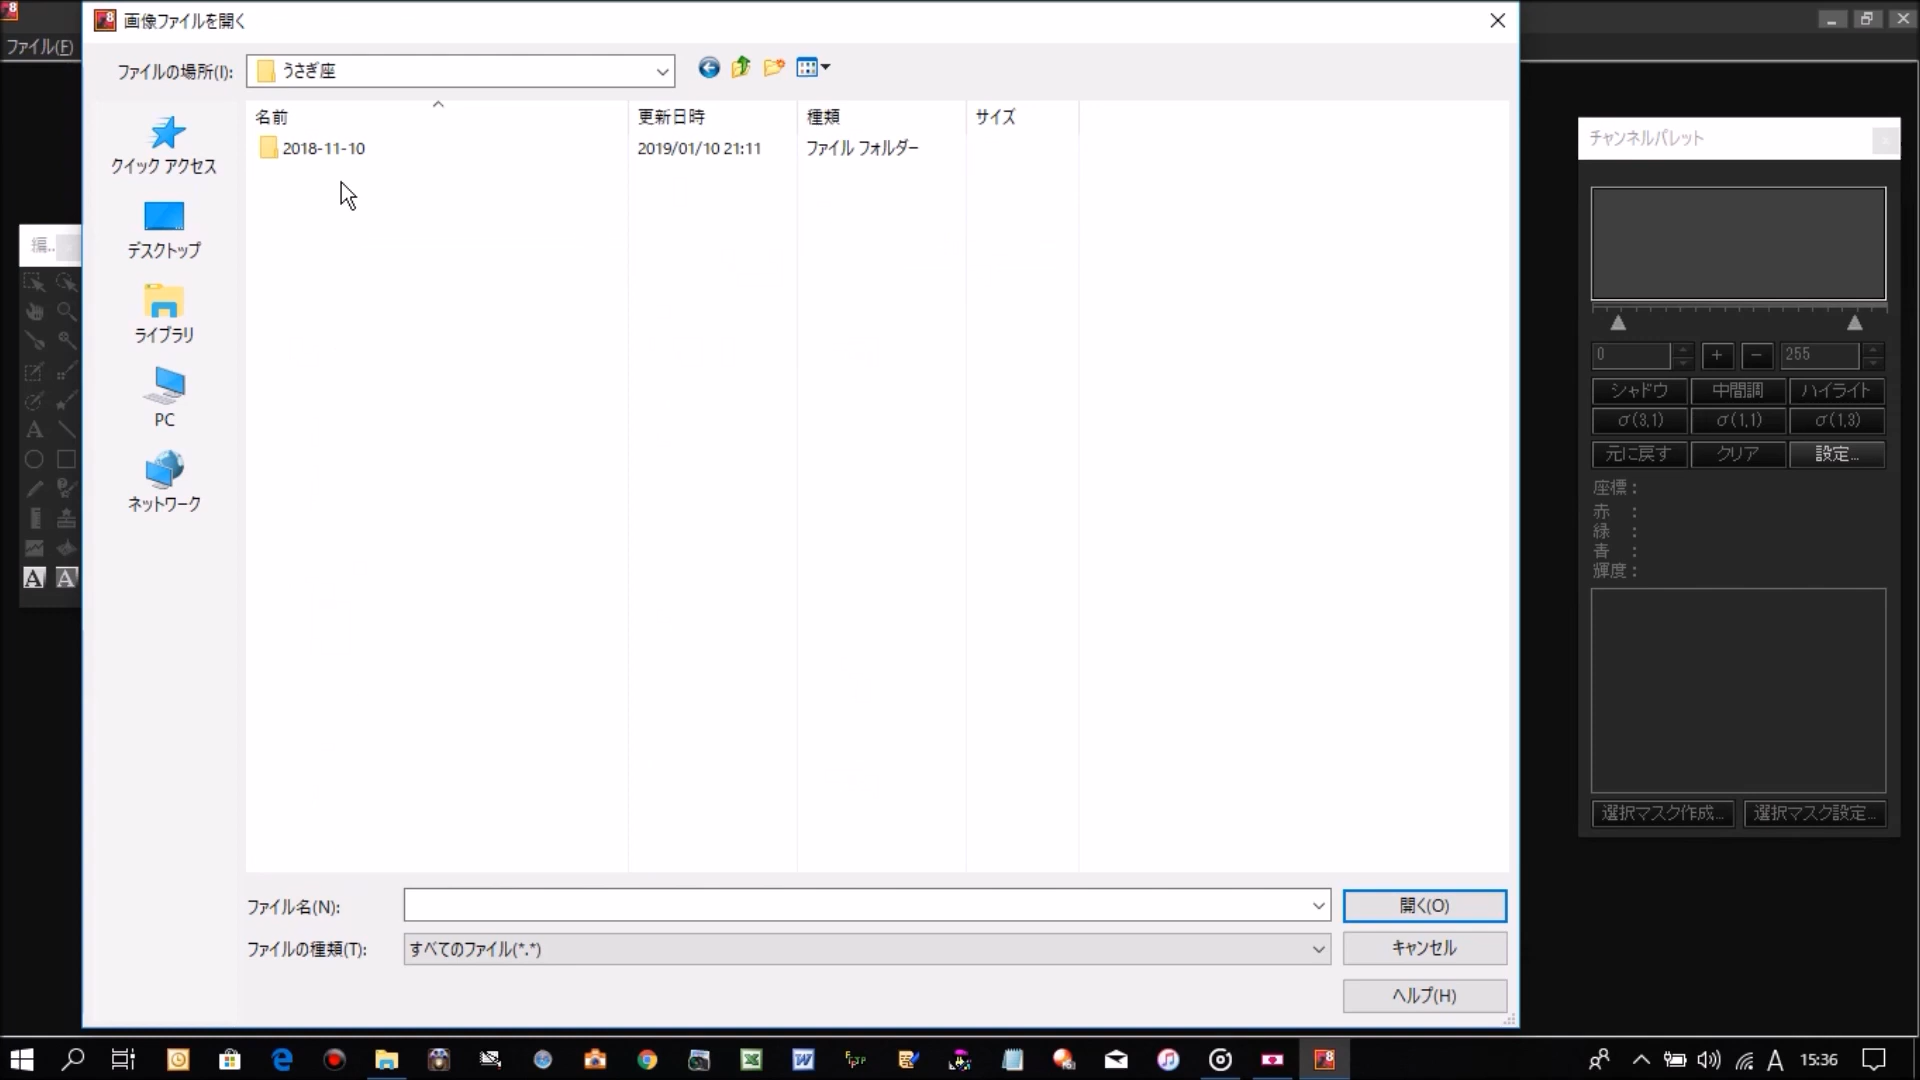 画像ファイルを開く
ファイル(F)
ファイルの場所(I):
うさぎ座
名前
更新日時
種類
サイズ
2018-11-10
2019/01/10 21:11
ファイル フォルダー
クイック アクセス
デスクトップ
ライブラリ
PC
ネットワーク
編...
A
A A
チャンネルパレット
0
+
-
255
シャドウ
中間調
ハイライト
σ(3,1)
σ(1,1)
σ(1,3)
元に戻す
クリア
設定...
座標:
赤 :
緑 :
青 :
輝度:
選択マスク作成...
選択マスク設定...
ファイル名(N):
開く(O)
ファイルの種類(T):
すべてのファイル(*.*)
キャンセル
ヘルプ(H)
A
15:36